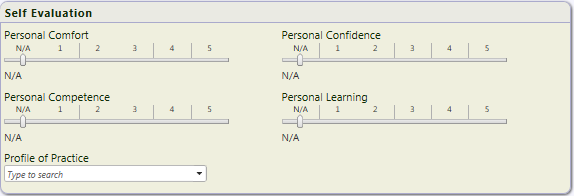 Self Evaluation
Personal Comfort
N/A 1 2 3 4 5
N/A
Personal Confidence
N/A 1 2 3 4 5
N/A
Personal Competence
N/A 1 2 3 4 5
N/A
Personal Learning
N/A 1 2 3 4 5
N/A
Profile of Practice
Type to search